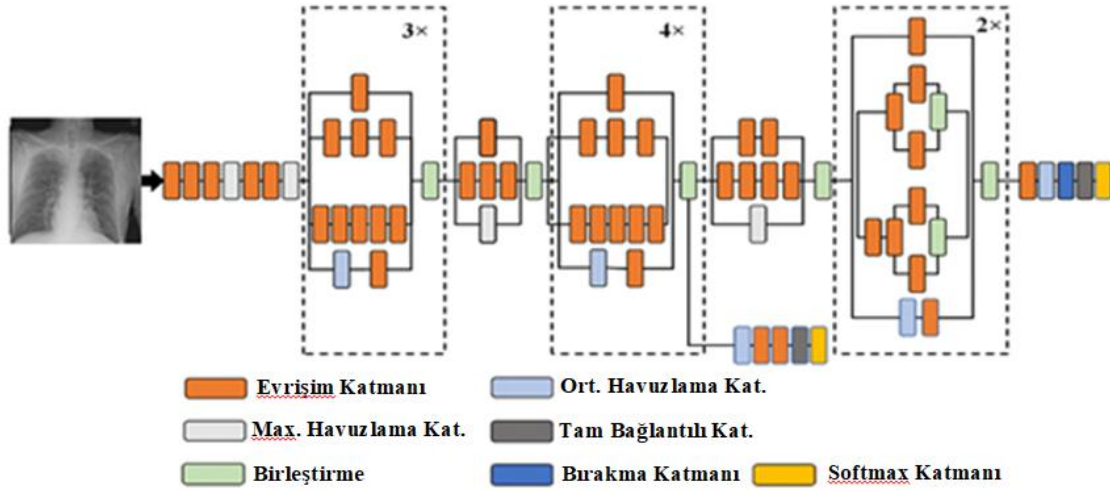 3×
4×
2×
Evrişim Katmanı
Ort. Havuzlama Kat.
Max. Havuzlama Kat.
Tam Bağlantılı Kat.
Birleştirme
Bırakma Katmanı
Softmax Katmanı